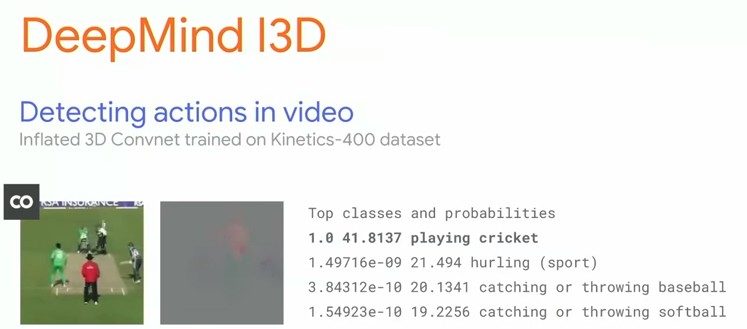 DeepMind I3D
Detecting actions in video
Inflated 3D Convnet trained on Kinetics-400 dataset
CO
INSURANCE
Top classes and probabilities
1.0 41.8137 playing cricket
1.49716e-09 21.494 hurling (sport)
3.84312e-10 20.1341 catching or throwing baseball
1.54923e-10 19.2256 catching or throwing softball